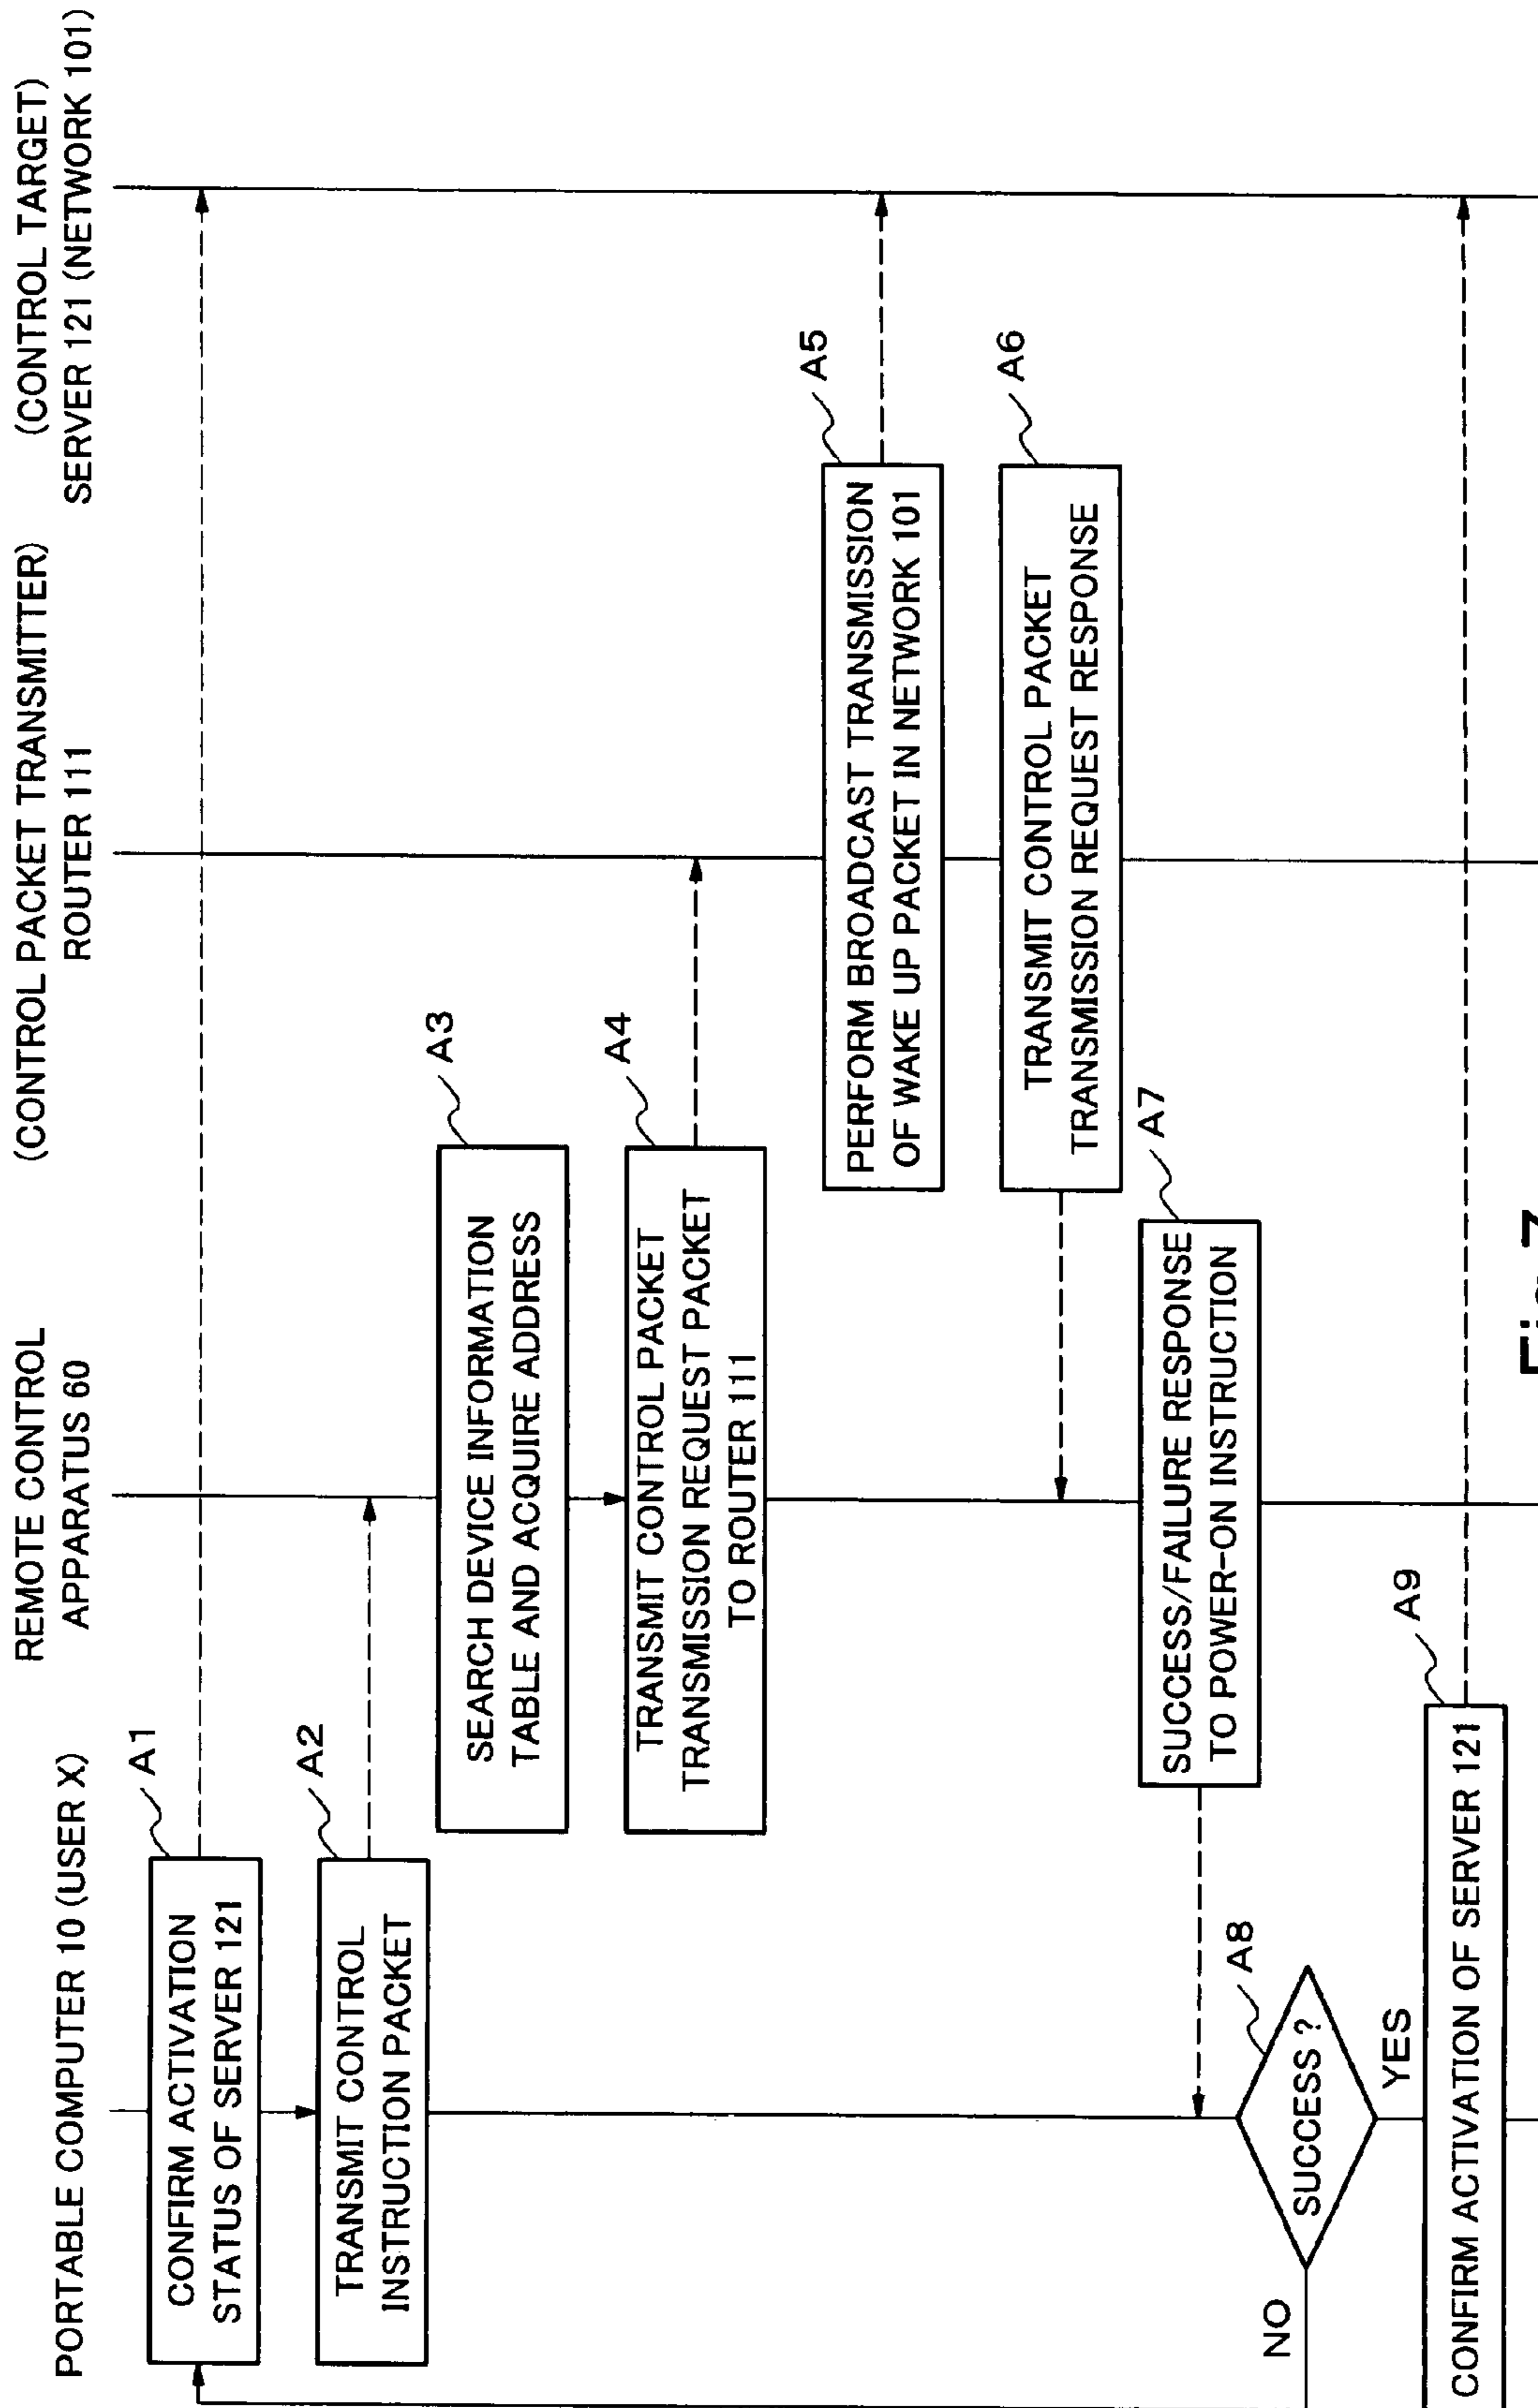 PORTABLE COMPUTER 10 (USER X)
REMOTE CONTROL
APPARATUS 60
(CONTROL PACKET TRANSMITTER)
ROUTER 111
(CONTROL TARGET)
SERVER 121 (NETWORK 101)
A1
CONFIRM ACTIVATION
STATUS OF SERVER 121
A2
TRANSMIT CONTROL
INSTRUCTION PACKET
A3
SEARCH DEVICE INFORMATION
TABLE AND ACQUIRE ADDRESS
A4
TRANSMIT CONTROL PACKET
TRANSMISSION REQUEST PACKET
TO ROUTER 111
A5
PERFORM BROADCAST TRANSMISSION
OF WAKE UP PACKET IN NETWORK 101
A6
TRANSMIT CONTROL PACKET
TRANSMISSION REQUEST RESPONSE
A7
SUCCESS/FAILURE RESPONSE
TO POWER-ON INSTRUCTION
A8
SUCCESS ?
NO
YES
A9
CONFIRM ACTIVATION OF SERVER 121